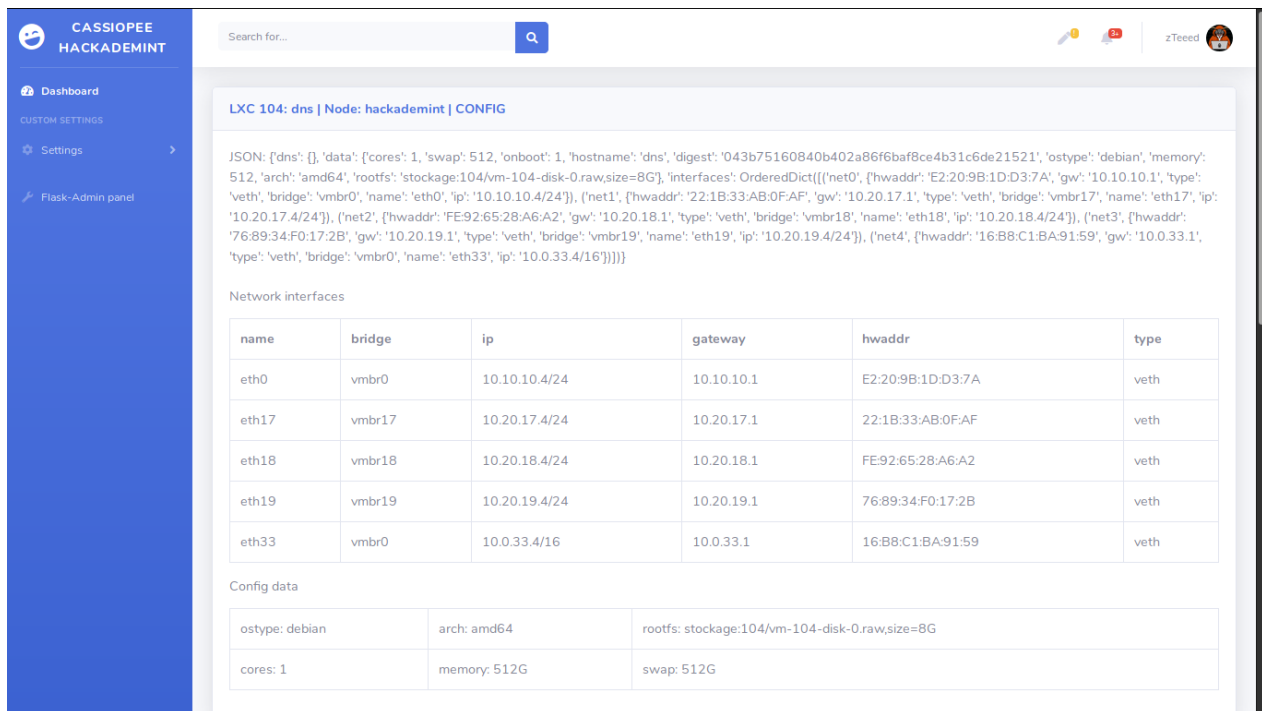 CASSIOPEE
HACKADEMINT
Search for...
3+
zTeeed
Dashboard
CUSTOM SETTINGS
Settings
Flask-Admin panel
LXC 104: dns | Node: hackademint | CONFIG
JSON: {'dns': {}, 'data': {'cores': 1, 'swap': 512, 'onboot': 1, 'hostname': 'dns', 'digest': '043b75160840b402a86f6baf8ce4b31c6de21521', 'ostype': 'debian', 'memory':
512, 'arch': 'amd64', 'rootfs': 'stockage:104/vm-104-disk-0.raw,size=8G'}, 'interfaces': OrderedDict([('net0', {'hwaddr': 'E2:20:9B:1D:D3:7A', 'gw': '10.10.10.1', 'type':
'veth', 'bridge': 'vmbr0', 'name': 'eth0', 'ip': '10.10.10.4/24'}), ('net1', {'hwaddr': '22:1B:33:AB:0F:AF', 'gw': '10.20.17.1', 'type': 'veth', 'bridge': 'vmbr17', 'name': 'eth17', 'ip':
'10.20.17.4/24'}), ('net2', {'hwaddr': 'FE:92:65:28:A6:A2', 'gw': '10.20.18.1', 'type': 'veth', 'bridge': 'vmbr18', 'name': 'eth18', 'ip': '10.20.18.4/24'}), ('net3', {'hwaddr':
'76:89:34:F0:17:2B', 'gw': '10.20.19.1', 'type': 'veth', 'bridge': 'vmbr19', 'name': 'eth19', 'ip': '10.20.19.4/24'}), ('net4', {'hwaddr': '16:B8:C1:BA:91:59', 'gw': '10.0.33.1',
'type': 'veth', 'bridge': 'vmbr0', 'name': 'eth33', 'ip': '10.0.33.4/16'})])}
Network interfaces
name bridge ip gateway hwaddr type
eth0 vmbr0 10.10.10.4/24 10.10.10.1 E2:20:9B:1D:D3:7A veth
eth17 vmbr17 10.20.17.4/24 10.20.17.1 22:1B:33:AB:0F:AF veth
eth18 vmbr18 10.20.18.4/24 10.20.18.1 FE:92:65:28:A6:A2 veth
eth19 vmbr19 10.20.19.4/24 10.20.19.1 76:89:34:F0:17:2B veth
eth33 vmbr0 10.0.33.4/16 10.0.33.1 16:B8:C1:BA:91:59 veth
Config data
ostype: debian arch: amd64 rootfs: stockage:104/vm-104-disk-0.raw,size=8G
cores: 1 memory: 512G swap: 512G